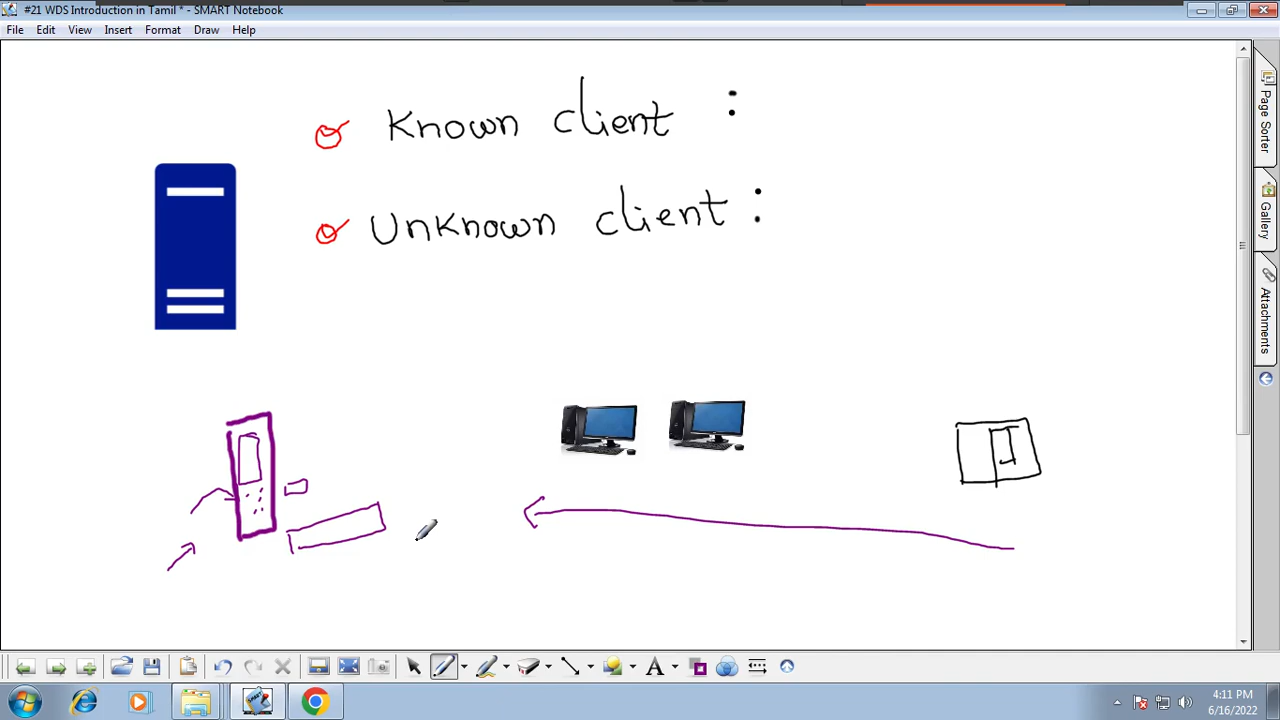 #21 WDS Introduction in Tamil * - SMART Notebook
File Edit View Insert Format Draw Help
Known client :
Unknown client :
Page Sorter
Gallery
Attachments
4:11 PM
6/16/2022